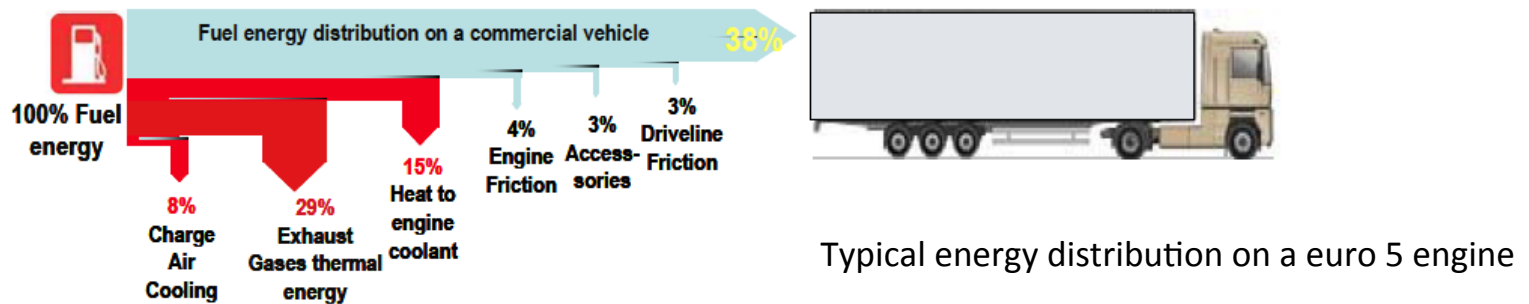 Fuel energy distribution on a commercial vehicle
38%
100% Fuel
energy
8%
Charge
Air
Cooling
29%
Exhaust
Gases thermal
energy
15%
Heat to
engine
coolant
4%
Engine
Friction
3%
Access-
sories
3%
Driveline
Friction
Typical energy distribution on a euro 5 engine